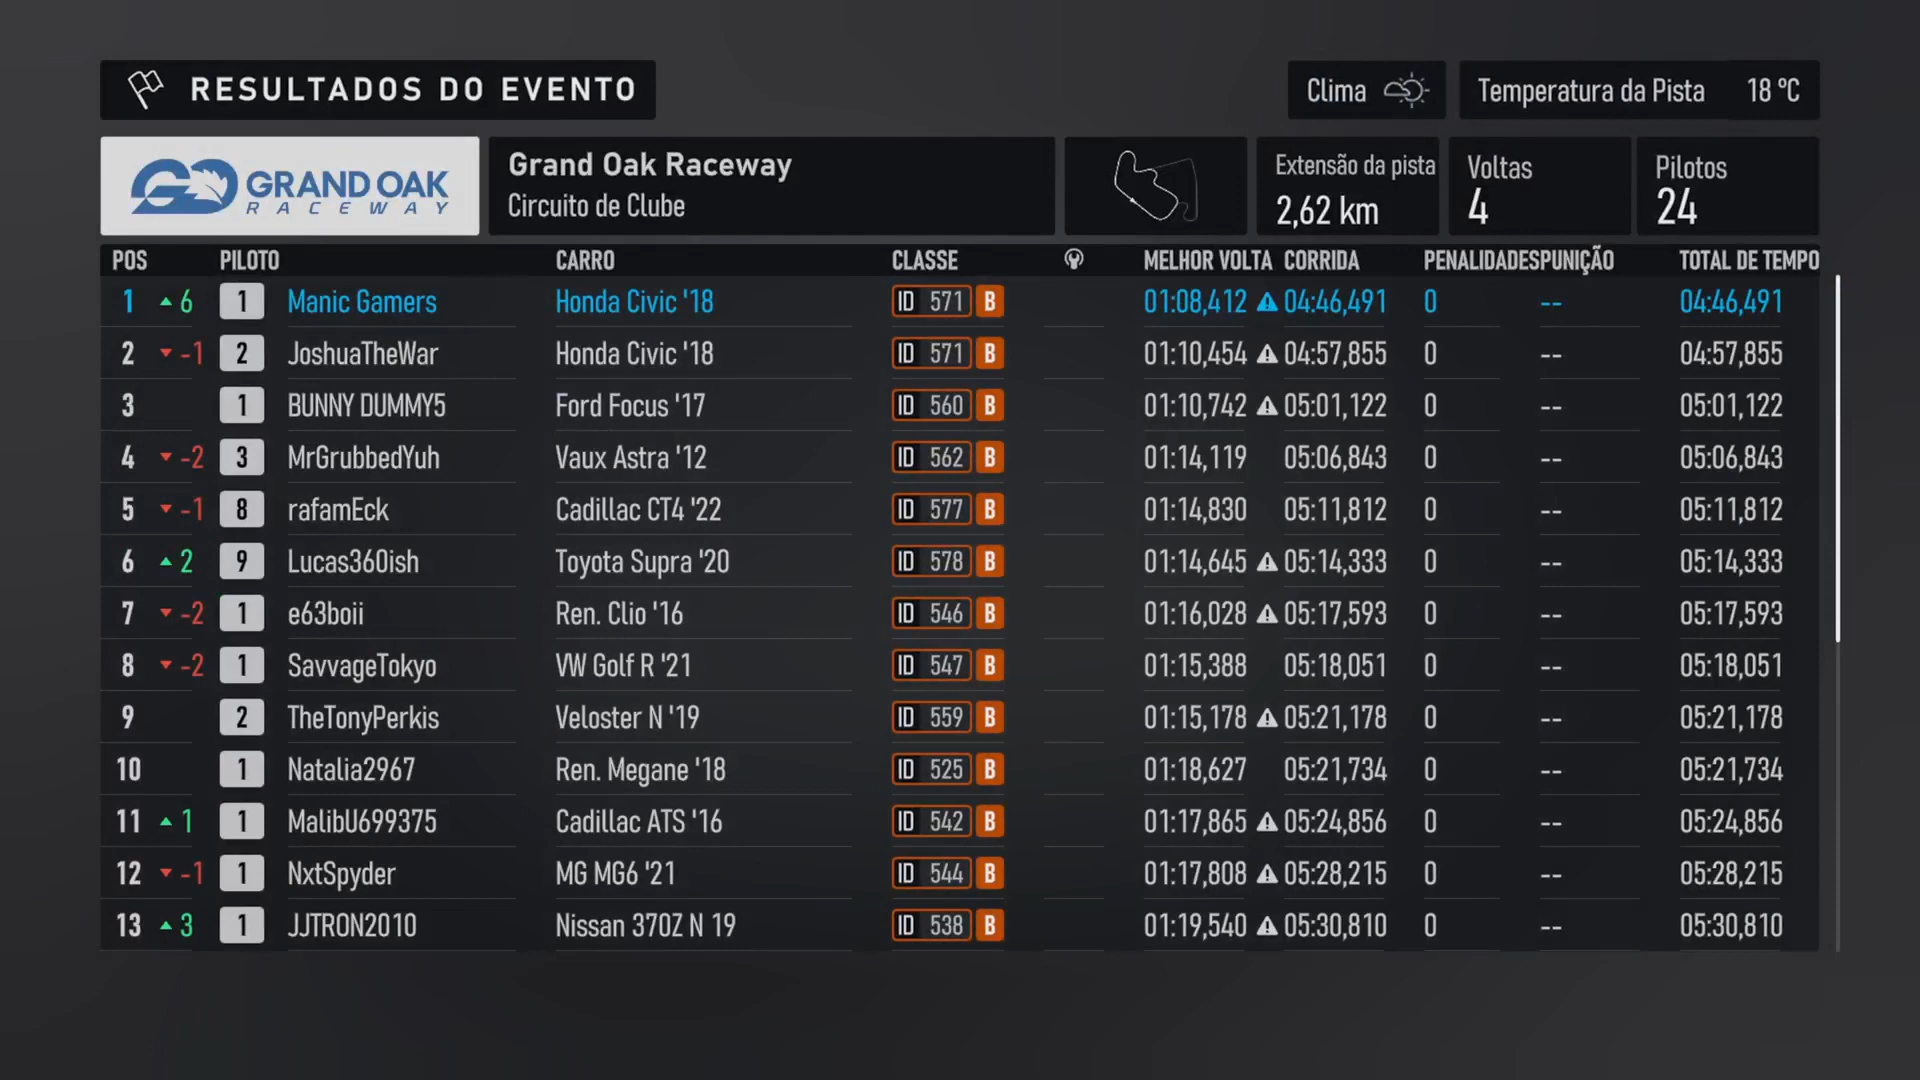 RESULTADOS DO EVENTO
Clima
Temperatura da Pista 18 ºC
GRAND OAK
RACEWAY
Grand Oak Raceway
Circuito de Clube
Extensão da pista
2,62 km
Voltas
4
Pilotos
24
POS PILOTO CARRO CLASSE MELHOR VOLTA CORRIDA PENALIDADES PUNIÇÃO TOTAL DE TEMPO
1 6 1 Manic Gamers Honda Civic '18 ID 571 B 01:08,412 04:46,491 0 -- 04:46,491
2 -1 2 JoshuaTheWar Honda Civic '18 ID 571 B 01:10,454 04:57,855 0 -- 04:57,855
3 1 BUNNY DUMMY5 Ford Focus '17 ID 560 B 01:10,742 05:01,122 0 -- 05:01,122
4 -2 3 MrGrubbedYuh Vaux Astra '12 ID 562 B 01:14,119 05:06,843 0 -- 05:06,843
5 -1 8 rafamEck Cadillac CT4 '22 ID 577 B 01:14,830 05:11,812 0 -- 05:11,812
6 2 9 Lucas360ish Toyota Supra '20 ID 578 B 01:14,645 05:14,333 0 -- 05:14,333
7 -2 1 e63boii Ren. Clio '16 ID 546 B 01:16,028 05:17,593 0 -- 05:17,593
8 -2 1 SavvageTokyo VW Golf R '21 ID 547 B 01:15,388 05:18,051 0 -- 05:18,051
9 2 TheTonyPerkis Veloster N '19 ID 559 B 01:15,178 05:21,178 0 -- 05:21,178
10 1 Natalia2967 Ren. Megane '18 ID 525 B 01:18,627 05:21,734 0 -- 05:21,734
11 1 1 MalibU699375 Cadillac ATS '16 ID 542 B 01:17,865 05:24,856 0 -- 05:24,856
12 -1 1 NxtSpyder MG MG6 '21 ID 544 B 01:17,808 05:28,215 0 -- 05:28,215
13 3 1 JJTRON2010 Nissan 370Z N 19 ID 538 B 01:19,540 05:30,810 0 -- 05:30,810